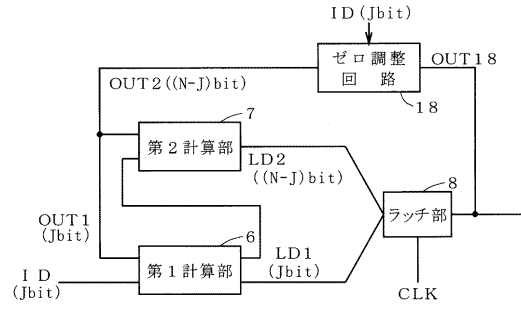 ID(Jbit)
ゼロ調整
回 路
OUT18
18
OUT2((N-J)bit)
7
第2計算部
LD2
((N-J)bit)
8
ラッチ部
OUT1
(Jbit)
6
第1計算部
LD1
(Jbit)
ID
(Jbit)
CLK